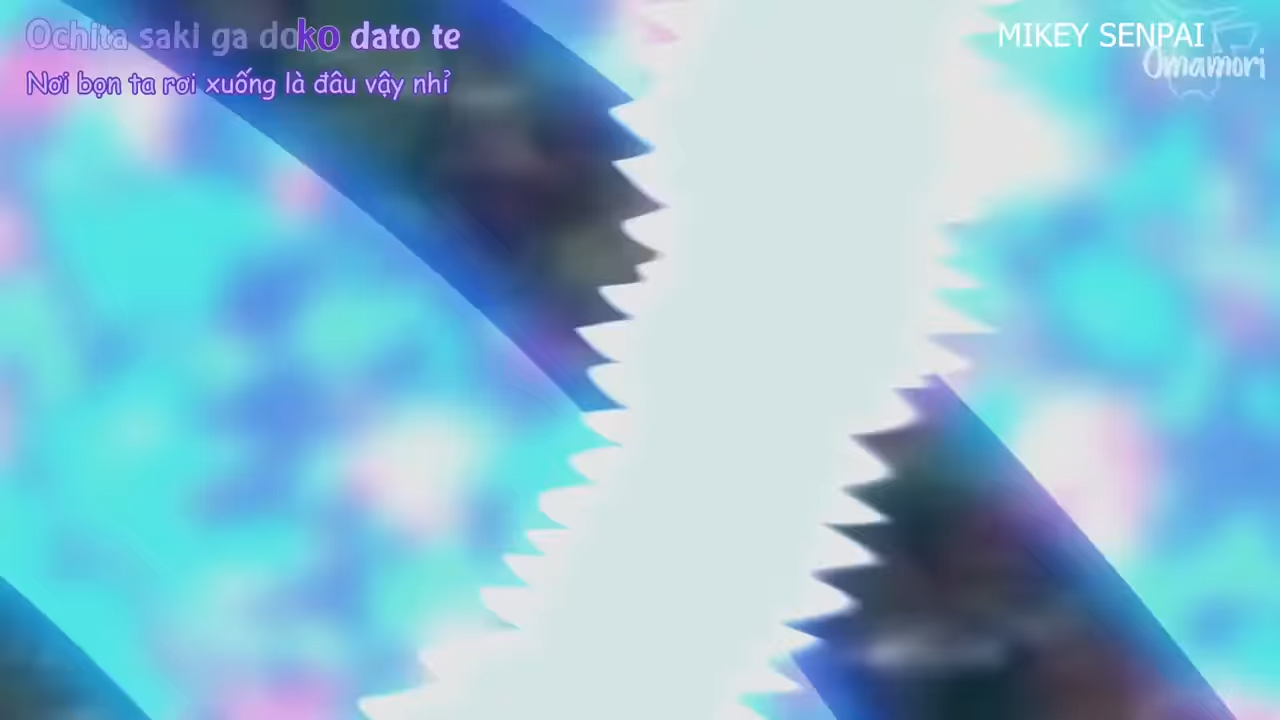 Ochita saki ga doko dato te
Nơi bọn ta rơi xuống là đâu vậy nhỉ
MIKEY SENPAI
Omamori